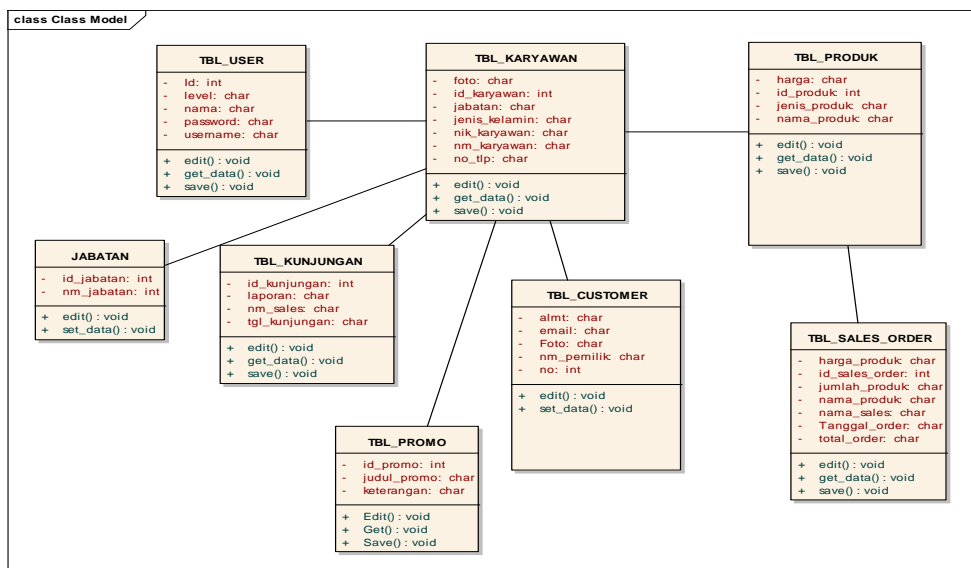 class Class Model
TBL_USER
- Id: int
- level: char
- nama: char
- password: char
- username: char
+ edit() : void
+ get_data() : void
+ save() : void
TBL_KARYAWAN
- foto: char
- id_karyawan: int
- jabatan: char
- jenis_kelamin: char
- nik_karyawan: char
- nm_karyawan: char
- no_tlp: char
+ edit() : void
+ get_data() : void
+ save() : void
TBL_PRODUK
- harga: char
- id_produk: int
- jenis_produk: char
- nama_produk: char
+ edit() : void
+ get_data() : void
+ save() : void
JABATAN
- id_jabatan: int
- nm_jabatan: int
+ edit() : void
+ set_data() : void
TBL_KUNJUNGAN
- id_kunjungan: int
- laporan: char
- nm_sales: char
- tgl_kunjungan: char
+ edit() : void
+ get_data() : void
+ save() : void
TBL_CUSTOMER
- almt: char
- email: char
- Foto: char
- nm_pemilik: char
- no: int
+ edit() : void
+ set_data() : void
TBL_SALES_ORDER
- harga_produk: char
- id_sales_order: int
- jumlah_produk: char
- nama_produk: char
- nama_sales: char
- Tanggal_order: char
- total_order: char
+ edit() : void
+ get_data() : void
+ save() : void
TBL_PROMO
- id_promo: int
- judul_promo: char
- keterangan: char
+ Edit() : void
+ Get() : void
+ Save() : void